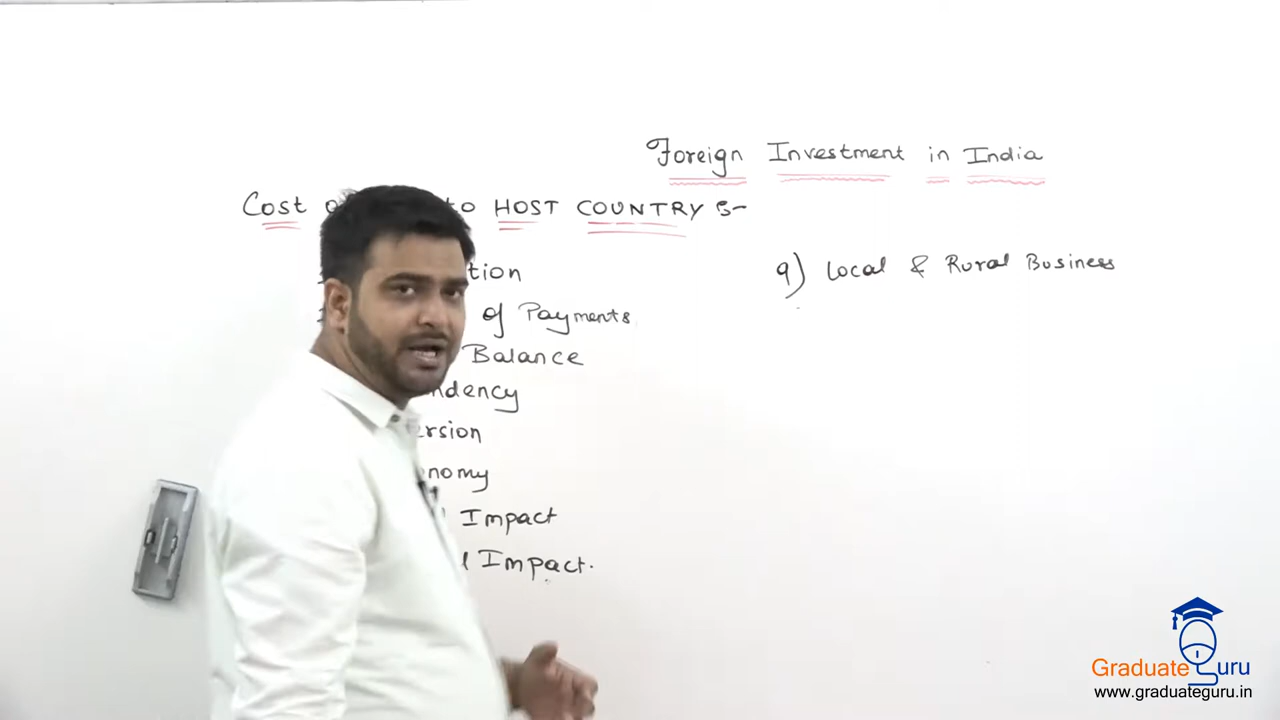 Foreign Investment in India
Cost to HOST COUNTRY :-
tion
of Payments
Balance
ndency
ersion
nomy
Impact
l Impact.
9) Local & Rural Business
Graduate Guru
www.graduateguru.in